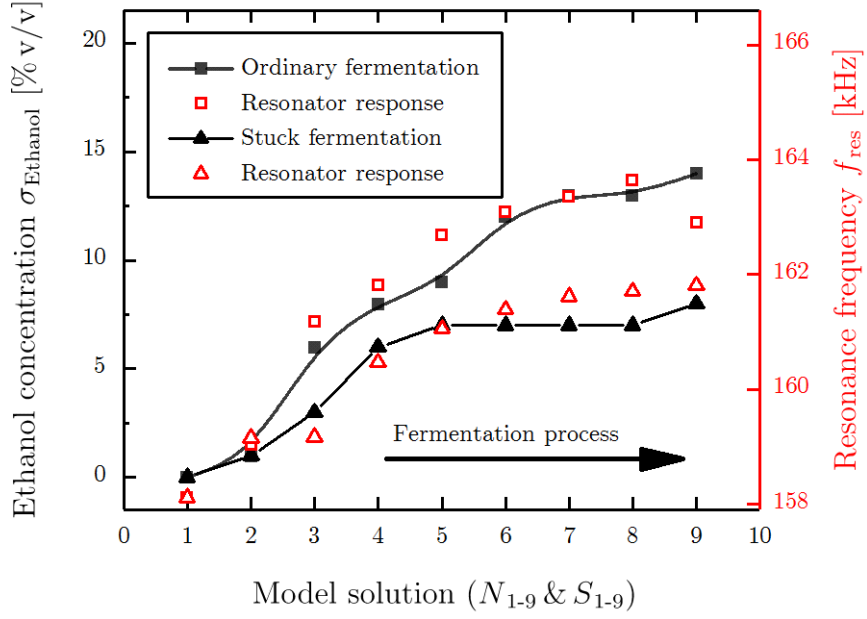 Ethanol concentration σEthanol [% v/v]
20
15
10
5
0
Ordinary fermentation
Resonator response
Stuck fermentation
Resonator response
Fermentation process
166
164
162
160
158
Resonance frequency fres [kHz]
0 1 2 3 4 5 6 7 8 9 10
Model solution (N1-9 & S1-9)